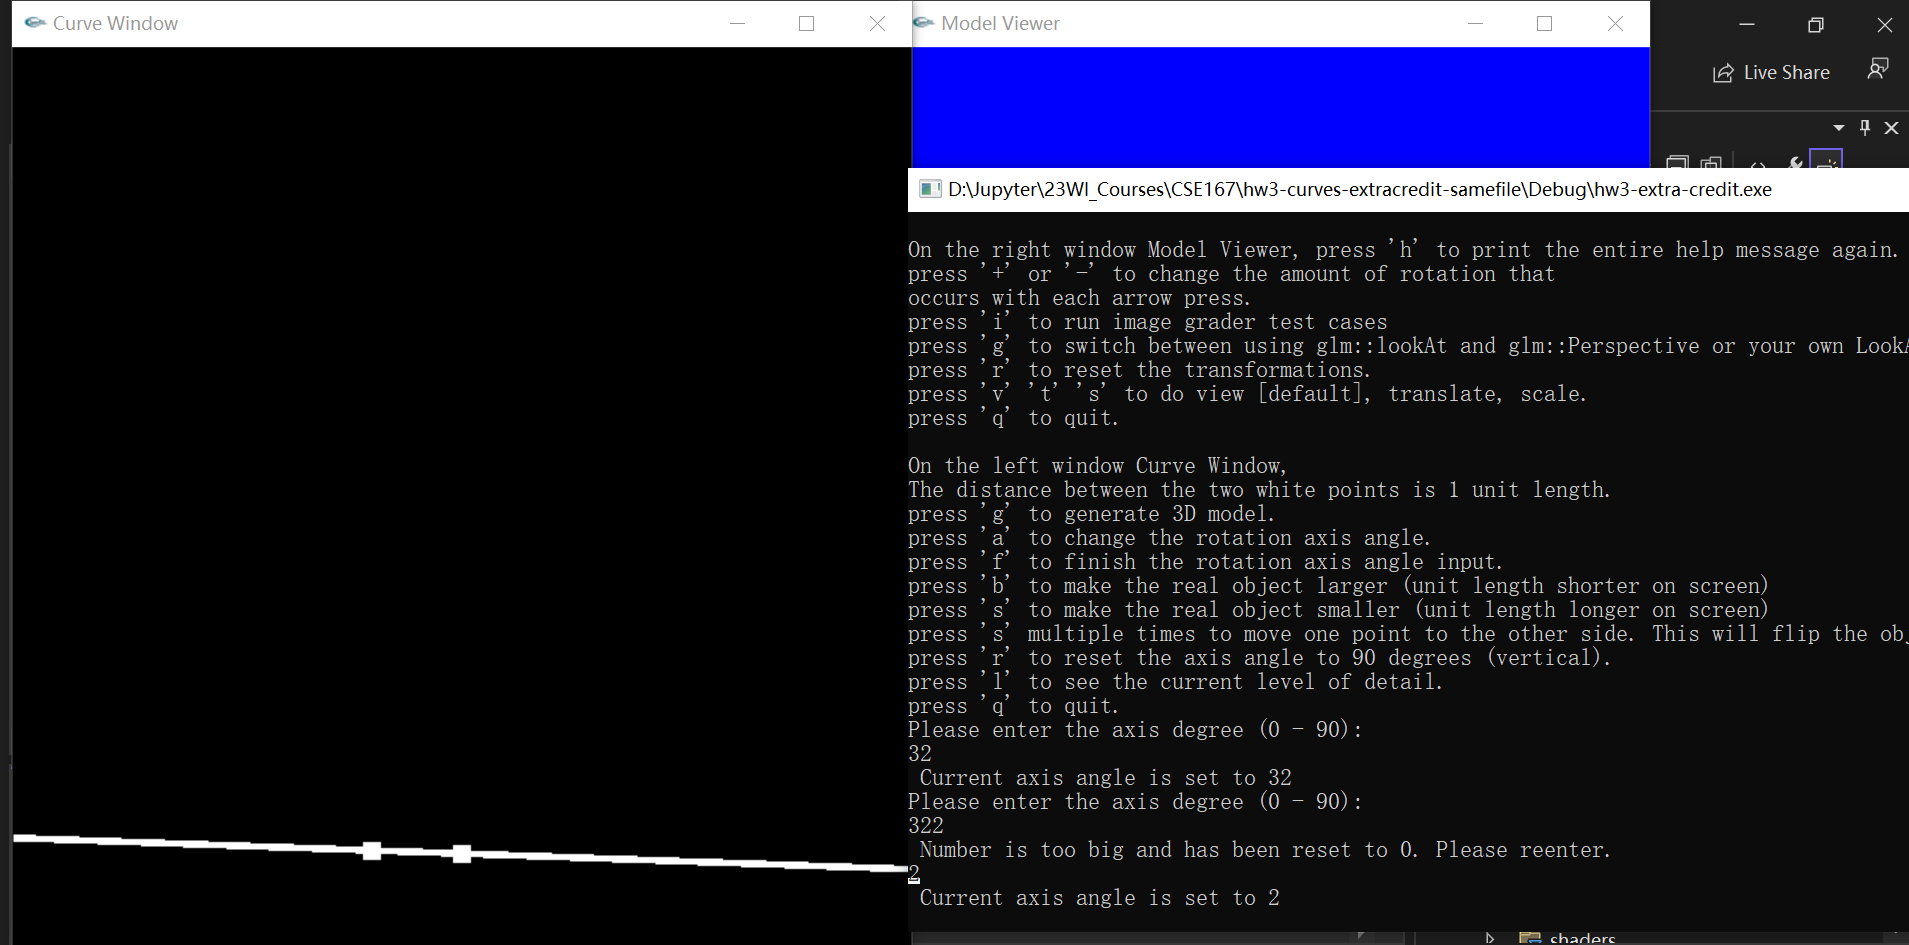 Curve Window
Model Viewer
Live Share
D:\Jupyter\23WI_Courses\CSE167\hw3-curves-extracredit-samefile\Debug\hw3-extra-credit.exe
On the right window Model Viewer, press 'h' to print the entire help message again.
press '+' or '-' to change the amount of rotation that
occurs with each arrow press.
press 'i' to run image grader test cases
press 'g' to switch between using glm::lookAt and glm::Perspective or your own Look
press 'r' to reset the transformations.
press 'v' 't' 's' to do view [default], translate, scale.
press 'q' to quit.
On the left window Curve Window,
The distance between the two white points is 1 unit length.
press 'g' to generate 3D model.
press 'a' to change the rotation axis angle.
press 'f' to finish the rotation axis angle input.
press 'b' to make the real object larger (unit length shorter on screen)
press 's' to make the real object smaller (unit length longer on screen)
press 's' multiple times to move one point to the other side. This will flip the obj
press 'r' to reset the axis angle to 90 degrees (vertical).
press 'l' to see the current level of detail.
press 'q' to quit.
Please enter the axis degree (0 - 90):
32
Current axis angle is set to 32
Please enter the axis degree (0 - 90):
322
Number is too big and has been reset to 0. Please reenter.
2
Current axis angle is set to 2
shaders